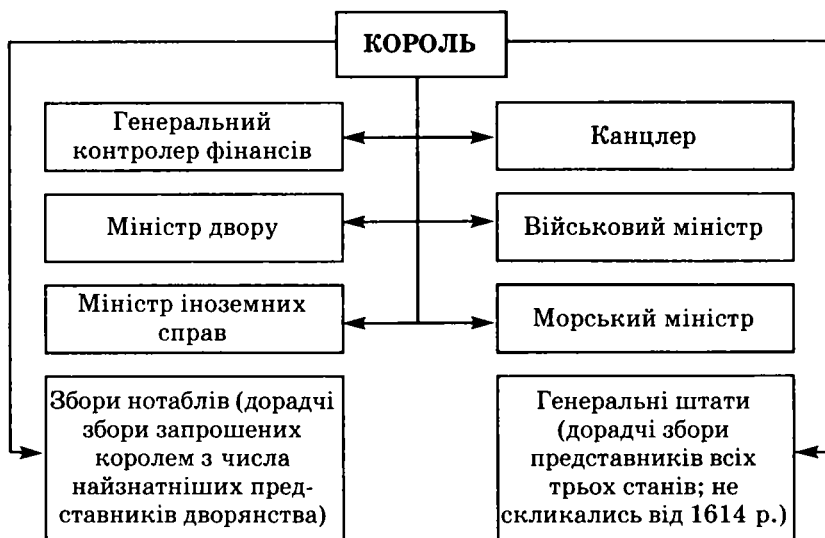 КОРОЛЬ
Генеральний
контролер фінансів
Канцлер
Міністр двору
Військовий міністр
Міністр іноземних
справ
Морський міністр
Збори нотаблів (дорадчі
збори запрошених
королем з числа
найзнатніших пред-
ставників дворянства)
Генеральні штати
(дорадчі збори
представників всіх
трьох станів; не
скликались від 1614 р.)